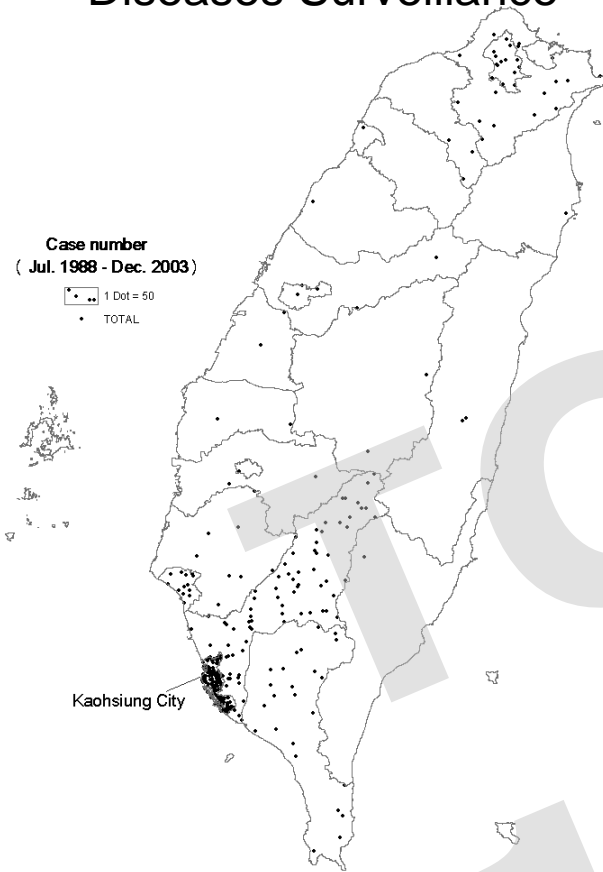 Diseases Surveillance
Case number
( Jul. 1988 - Dec. 2003 )
1 Dot = 50
TOTAL
Kaohsiung City